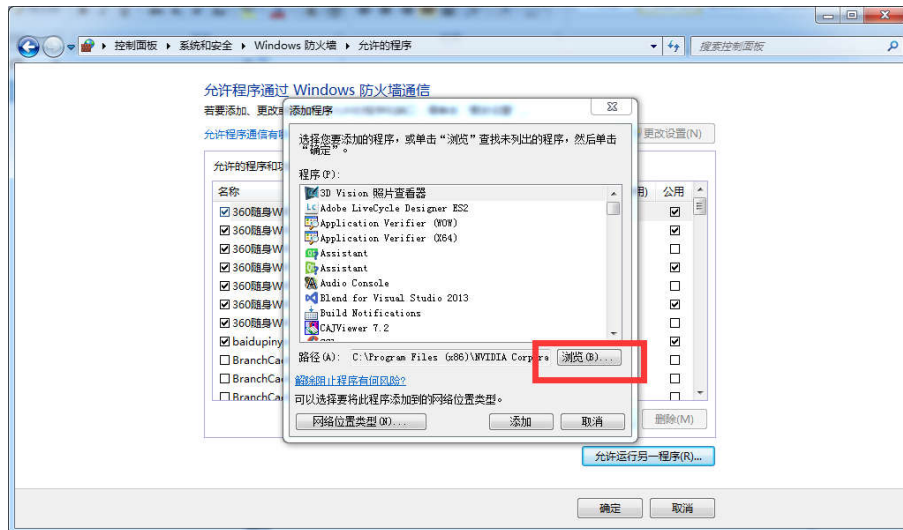 控制面板 ▸ 系统和安全 ▸ Windows 防火墙 ▸ 允许的程序
搜索控制面板
允许程序通过 Windows 防火墙通信
若要添加、更改
允许程序通信有
更改设置(N)
添加程序
选择您要添加的程序，或单击“浏览”查找未列出的程序，然后单击
“确定”。
程序(P):
3D Vision 照片查看器
Adobe LiveCycle Designer ES2
Application Verifier (WOW)
Application Verifier (X64)
Assistant
Assistant
Audio Console
Blend for Visual Studio 2013
Build Notifications
CAJViewer 7.2
路径(A): C:\Program Files (x86)\NVIDIA Corpora 浏览(B)...
解除阻止程序有何风险?
可以选择要将此程序添加到的网络位置类型。
网络位置类型(N)... 添加 取消
允许的程序和功
名称 公用
360随身W
360随身W
360随身W
360随身W
360随身W
360随身W
360随身W
baidupiny
BranchCa
BranchCa
BranchCa
删除(M)
允许运行另一程序(R)...
确定 取消